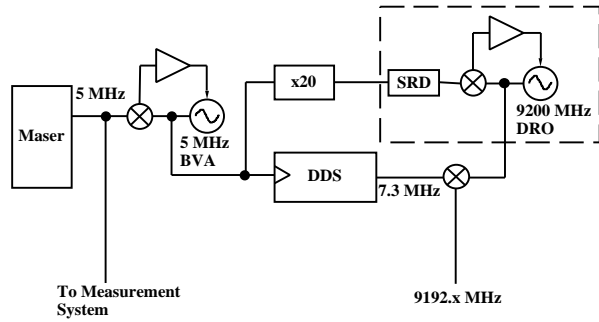 Maser
5 MHz
5 MHz
BVA
x20
SRD
9200 MHz
DRO
DDS
7.3 MHz
To Measurement
System
9192.x MHz